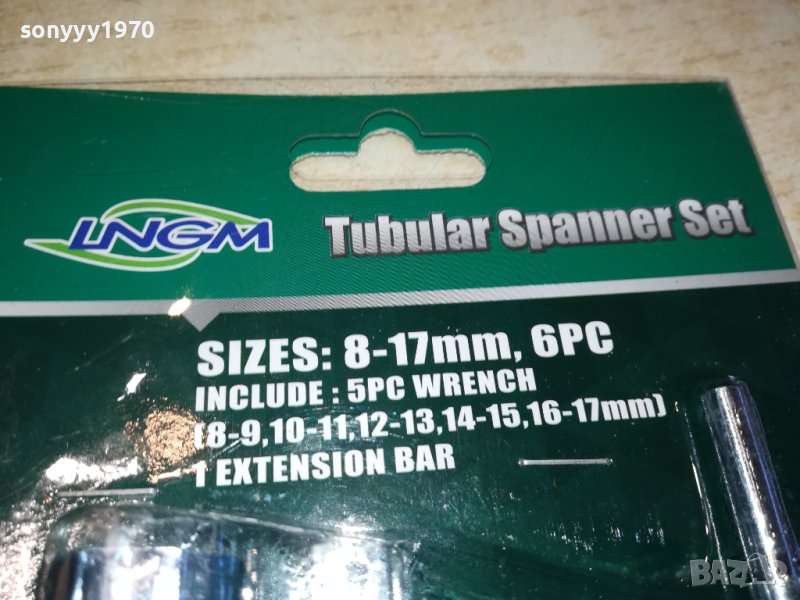 sonyyy1970
LNGM
Tubular Spanner Set
SIZES: 8-17mm, 6PC
INCLUDE : 5PC WRENCH
(8-9,10-11,12-13,14-15,16-17mm)
1 EXTENSION BAR
BAZAR